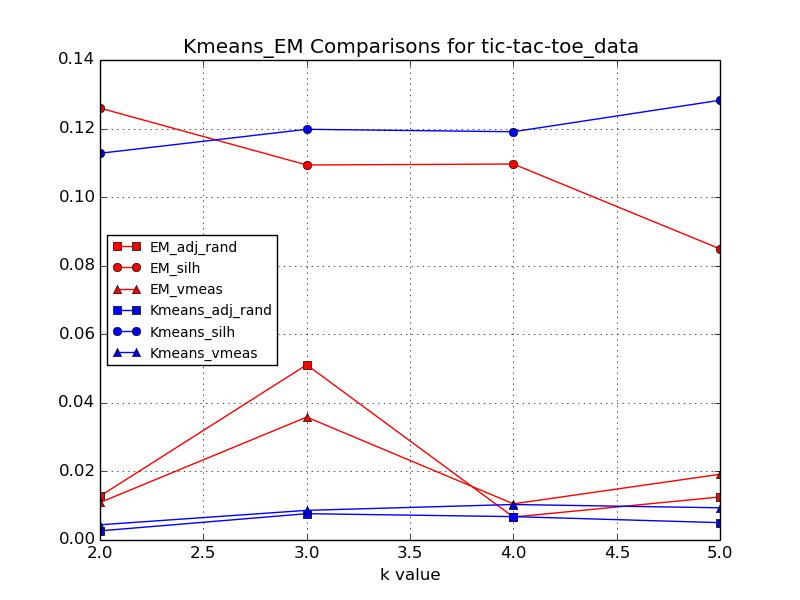 Kmeans_EM Comparisons for tic-tac-toe_data
0.14
0.12
0.10
0.08
0.06
0.04
0.02
0.00
EM_adj_rand
EM_silh
EM_vmeas
Kmeans_adj_rand
Kmeans_silh
Kmeans_vmeas
2.0 2.5 3.0 3.5 4.0 4.5 5.0
k value